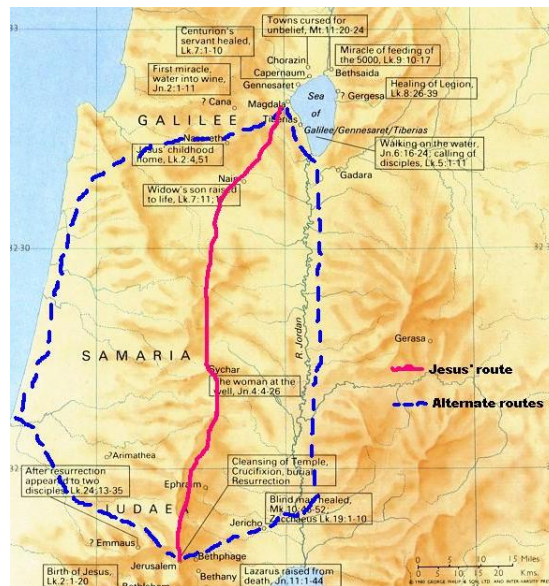 33
Towns cursed for
unbelief, Mt.11:20-24
Centurion's
servant healed,
Lk.7:1-10
Miracle of feeding of
the 5000, Lk.9:10-17
Chorazin
Capernaum
Bethsaida
First miracle,
water into wine,
Jn.2:1-11
Gennesaret
Healing of Legion,
Lk.8:26-39
? Gergesa
Magdala
Sea
of
Galilee/Gennesaret/Tiberias
? Cana
GALILEE
Tiberias
Nazareth
Jesus' childhood
home, Lk.2:4,51
Walking on the water,
Jn.6:16-24; calling of
disciples, Lk.5:1-11
Gadara
Nain
Widow's son raised
to life, Lk.7:11,
32·30
R. Jordan
Gerasa
SAMARIA
Jesus' route
Sychar
The woman at the
well, Jn.4:4-26
Alternate routes
?Arimathea
32
After resurrection
appeared to two
disciples, Lk.24:13-35
Cleansing of Temple,
Crucifixion, burial
Resurrection
Ephraim
JUDAEA
Blind man healed,
Mk.10:46-52,
Zacchaeus Lk.19:1-10
Jericho
? Emmaus
Jerusalem
Bethphage
Bethany
Birth of Jesus,
Lk.2:1-20
Lazarus raised from
death, Jn.11:1-44
Bethlehem
0 5 10 15 Miles
0 5 10 15 20
Kms.